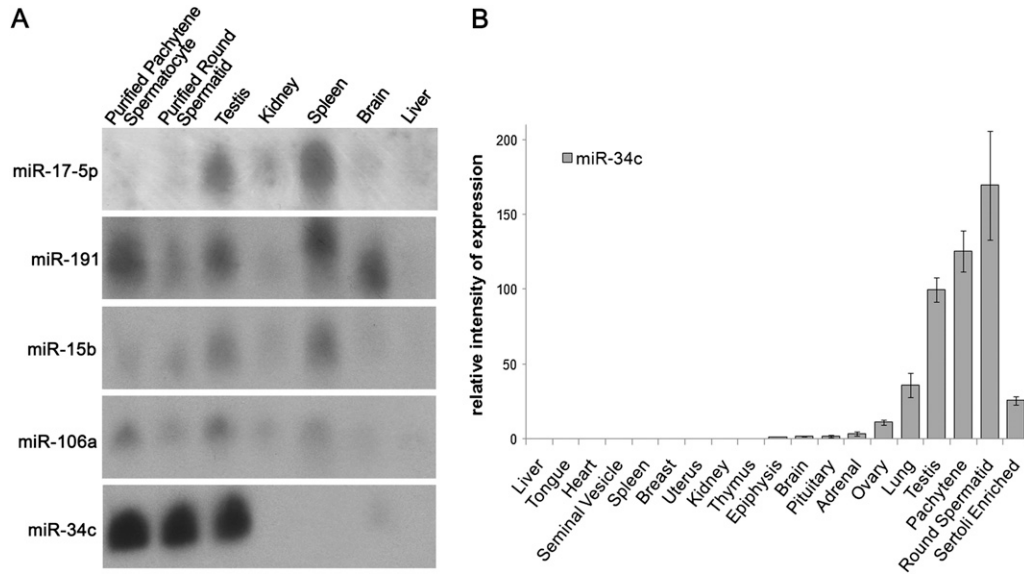 A
Purified Pachytene
Spermatocyte
Purified Round
Spermatid
Testis
Kidney
Spleen
Brain
Liver
miR-17-5p
miR-191
miR-15b
miR-106a
miR-34c
B
relative intensity of expression
200
150
100
50
0
miR-34c
Liver
Tongue
Heart
Seminal Vesicle
Spleen
Breast
Uterus
Kidney
Thymus
Epiphysis
Brain
Pituitary
Adrenal
Ovary
Lung
Testis
Pachytene
Round Spermatid
Sertoli Enriched